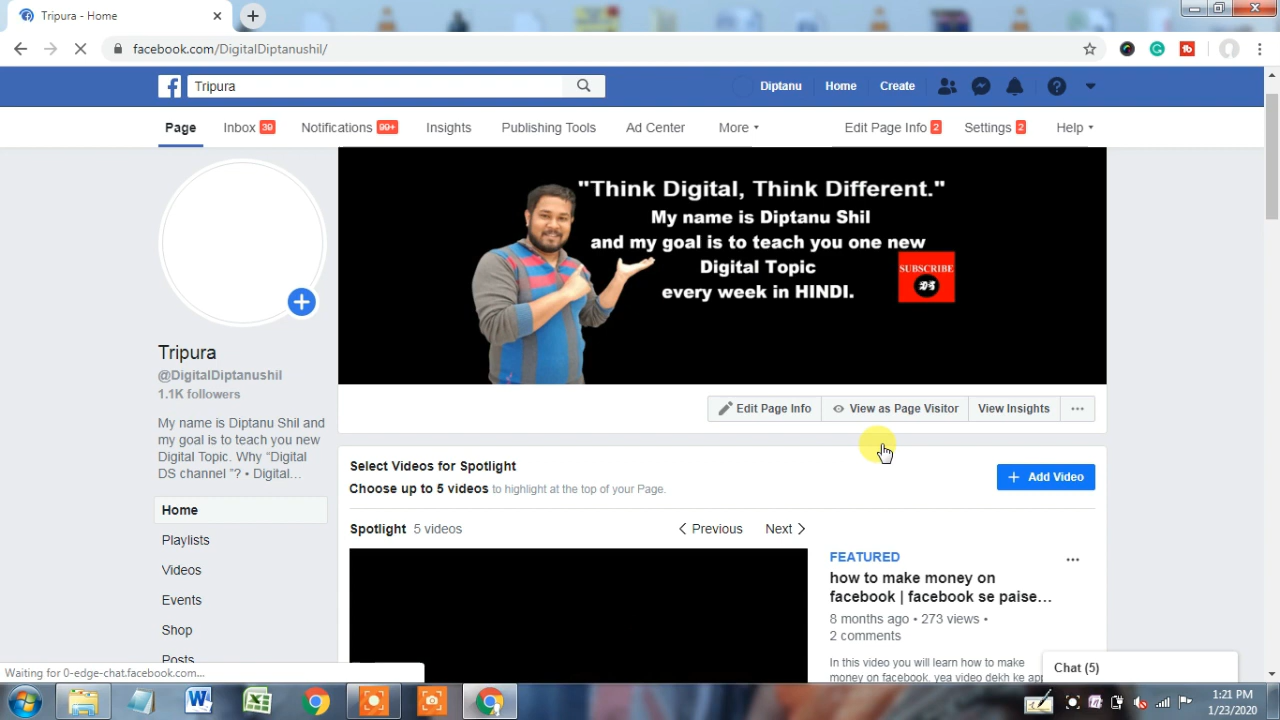 Tripura - Home
facebook.com/DigitalDiptanushil/
Tripura
Diptanu
Home
Create
Page
Inbox 39
Notifications 99+
Insights
Publishing Tools
Ad Center
More
Edit Page Info 2
Settings 2
Help
"Think Digital, Think Different."
My name is Diptanu Shil
and my goal is to teach you one new
Digital Topic
every week in HINDI.
SUBSCRIBE
Tripura
@DigitalDiptanushil
1.1K followers
My name is Diptanu Shil and
my goal is to teach you new
Digital Topic. Why “Digital
DS channel ”? • Digital...
Home
Playlists
Videos
Events
Shop
Posts
Edit Page Info
View as Page Visitor
View Insights
Select Videos for Spotlight
Choose up to 5 videos to highlight at the top of your Page.
+ Add Video
Spotlight 5 videos
Previous
Next
FEATURED
how to make money on
facebook | facebook se paise...
8 months ago • 273 views •
2 comments
In this video you will learn how to make
money on facebook. yea video dekh ke ap
Chat (5)
Waiting for 0-edge-chat.facebook.com...
1:21 PM
1/23/2020